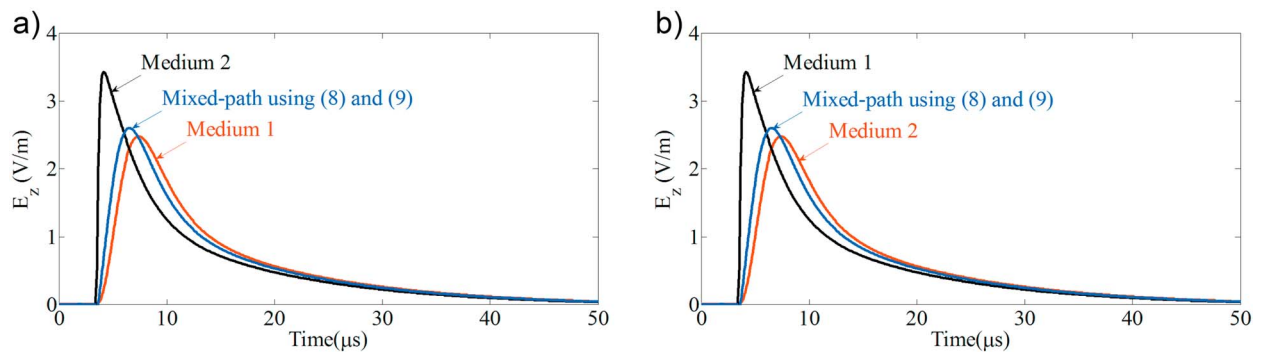 a)
4
3
2
1
0
E_z (V/m)
Medium 2
Mixed-path using (8) and (9)
Medium 1
0 10 20 30 40 50
Time(μs)
b)
4
3
2
1
0
E_z (V/m)
Medium 1
Mixed-path using (8) and (9)
Medium 2
0 10 20 30 40 50
Time(μs)